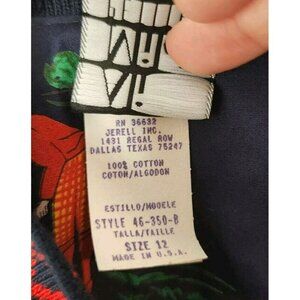 RN 36632
JERELL INC.
1431 REGAL ROW
DALLAS TEXAS 75247
100% COTTON
COTON/ALGODON
ESTILLO/MODELE
STYLE 46-350-B
TALLA/TAILLE
SIZE 12
MADE IN U.S.A.